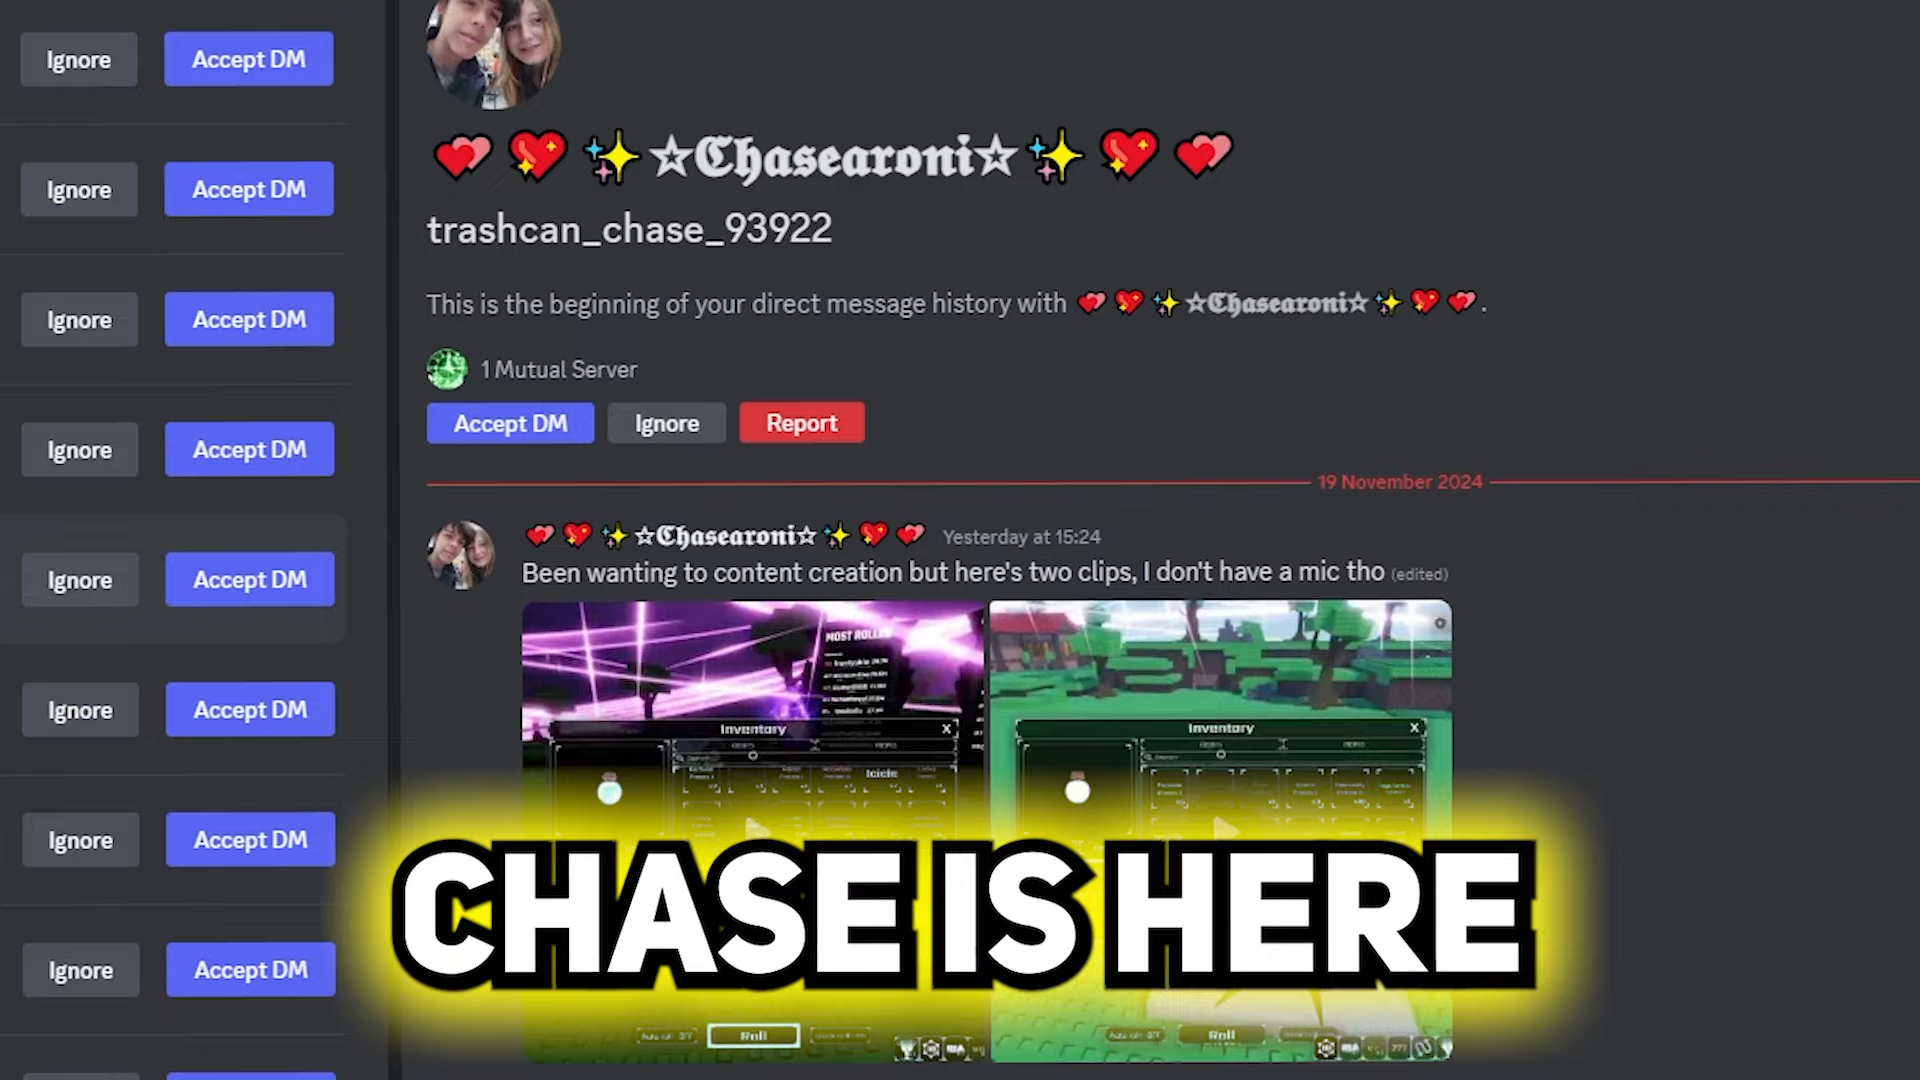 Ignore Accept DM
Ignore Accept DM
Ignore Accept DM
Ignore Accept DM
Ignore Accept DM
Ignore Accept DM
Ignore Accept DM
Ignore Accept DM
💕 💖 ✨ ☆𝕮𝖍𝖆𝖘𝖊𝖆𝖗𝖔𝖓𝖎☆ ✨ 💖 💕
trashcan_chase_93922
This is the beginning of your direct message history with 💕 💖 ✨ ☆𝕮𝖍𝖆𝖘𝖊𝖆𝖗𝖔𝖓𝖎☆ ✨ 💖 💕 .
1 Mutual Server
Accept DM Ignore Report
19 November 2024
💕 💖 ✨ ☆𝕮𝖍𝖆𝖘𝖊𝖆𝖗𝖔𝖓𝖎☆ ✨ 💖 💕 Yesterday at 15:24
Been wanting to content creation but here's two clips, I don't have a mic tho (edited)
MOST ROLLED
Inventory X
Icicle
Roll
Inventory X
Roll
CHASE IS HERE